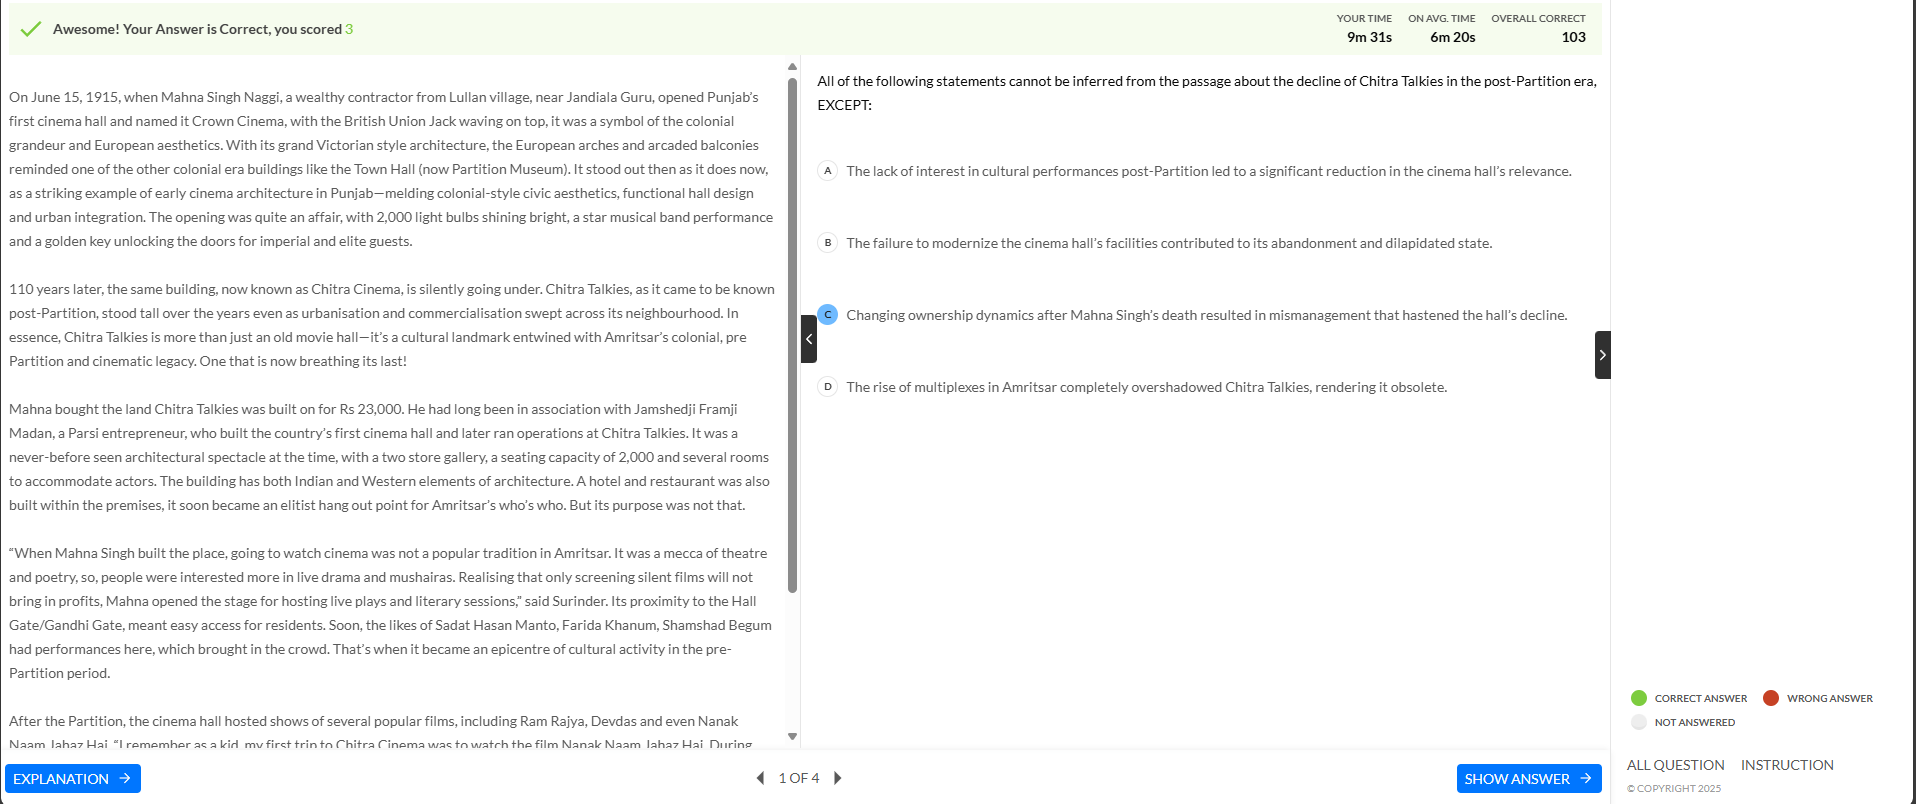 Awesome! Your Answer is Correct, you scored 3
YOUR TIME
9m 31s
ON AVG. TIME
6m 20s
OVERALL CORRECT
103
On June 15, 1915, when Mahna Singh Naggi, a wealthy contractor from Lullan village, near Jandiala Guru, opened Punjab's
first cinema hall and named it Crown Cinema, with the British Union Jack waving on top, it was a symbol of the colonial
grandeur and European aesthetics. With its grand Victorian style architecture, the European arches and arcaded balconies
reminded one of the other colonial era buildings like the Town Hall (now Partition Museum). It stood out then as it does now,
as a striking example of early cinema architecture in Punjab—melding colonial-style civic aesthetics, functional hall design
and urban integration. The opening was quite an affair, with 2,000 light bulbs shining bright, a star musical band performance
and a golden key unlocking the doors for imperial and elite guests.
110 years later, the same building, now known as Chitra Cinema, is silently going under. Chitra Talkies, as it came to be known
post-Partition, stood tall over the years even as urbanisation and commercialisation swept across its neighbourhood. In
essence, Chitra Talkies is more than just an old movie hall—it's a cultural landmark entwined with Amritsar's colonial, pre
Partition and cinematic legacy. One that is now breathing its last!
Mahna bought the land Chitra Talkies was built on for Rs 23,000. He had long been in association with Jamshedji Framji
Madan, a Parsi entrepreneur, who built the country's first cinema hall and later ran operations at Chitra Talkies. It was a
never-before seen architectural spectacle at the time, with a two store gallery, a seating capacity of 2,000 and several rooms
to accommodate actors. The building has both Indian and Western elements of architecture. A hotel and restaurant was also
built within the premises, it soon became an elitist hang out point for Amritsar's who's who. But its purpose was not that.
"When Mahna Singh built the place, going to watch cinema was not a popular tradition in Amritsar. It was a mecca of theatre
and poetry, so, people were interested more in live drama and mushairas. Realising that only screening silent films will not
bring in profits, Mahna opened the stage for hosting live plays and literary sessions," said Surinder. Its proximity to the Hall
Gate/Gandhi Gate, meant easy access for residents. Soon, the likes of Sadat Hasan Manto, Farida Khanum, Shamshad Begum
had performances here, which brought in the crowd. That's when it became an epicentre of cultural activity in the pre-
Partition period.
After the Partition, the cinema hall hosted shows of several popular films, including Ram Rajya, Devdas and even Nanak
Naam Jahaz Hai. "I remember as a kid, my first trip to Chitra Cinema was to watch the film Nanak Naam Jahaz Hai. During
All of the following statements cannot be inferred from the passage about the decline of Chitra Talkies in the post-Partition era,
EXCEPT:
A The lack of interest in cultural performances post-Partition led to a significant reduction in the cinema hall's relevance.
B The failure to modernize the cinema hall's facilities contributed to its abandonment and dilapidated state.
C Changing ownership dynamics after Mahna Singh's death resulted in mismanagement that hastened the hall's decline.
D The rise of multiplexes in Amritsar completely overshadowed Chitra Talkies, rendering it obsolete.
CORRECT ANSWER
WRONG ANSWER
NOT ANSWERED
ALL QUESTION
INSTRUCTION
© COPYRIGHT 2025
EXPLANATION
1 OF 4
SHOW ANSWER